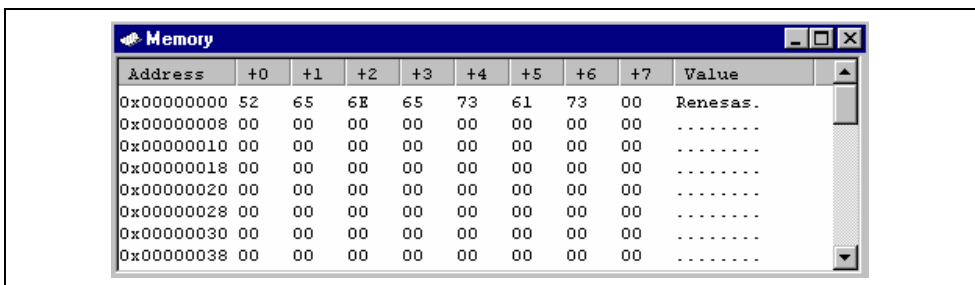 Memory
Address +0 +1 +2 +3 +4 +5 +6 +7 Value
0x00000000 52 65 6E 65 73 61 73 00 Renesas.
0x00000008 00 00 00 00 00 00 00 00 ........
0x00000010 00 00 00 00 00 00 00 00 ........
0x00000018 00 00 00 00 00 00 00 00 ........
0x00000020 00 00 00 00 00 00 00 00 ........
0x00000028 00 00 00 00 00 00 00 00 ........
0x00000030 00 00 00 00 00 00 00 00 ........
0x00000038 00 00 00 00 00 00 00 00 ........